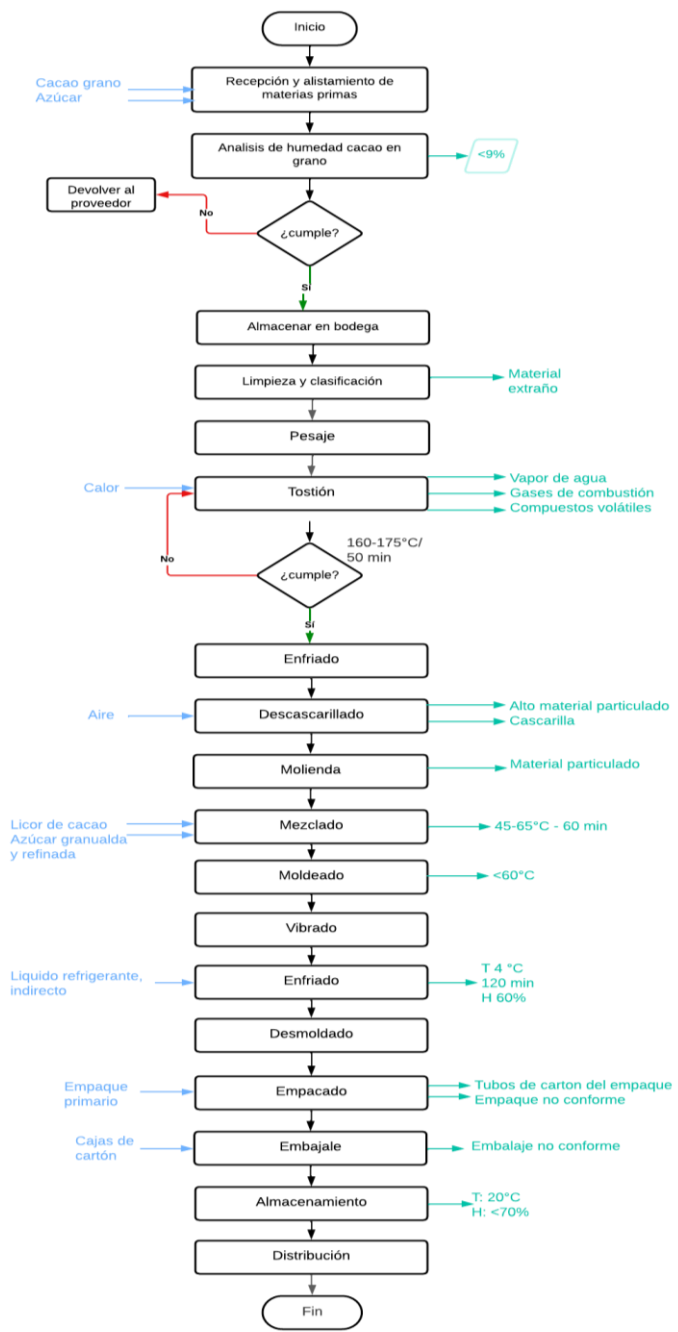 Inicio
Cacao grano
Azúcar
Recepción y alistamiento de
materias primas
Analisis de humedad cacao en
grano
<9%
Devolver al
proveedor
No
¿cumple?
Sí
Almacenar en bodega
Limpieza y clasificación
Material
extraño
Pesaje
Calor
Tostión
Vapor de agua
Gases de combustión
Compuestos volátiles
160-175°C/
50 min
No
¿cumple?
Sí
Enfriado
Aire
Descascarillado
Alto material particulado
Cascarilla
Molienda
Material particulado
Licor de cacao
Azúcar granualda
y refinada
Mezclado
45-65°C - 60 min
Moldeado
<60°C
Vibrado
Liquido refrigerante,
indirecto
Enfriado
T 4 °C
120 min
H 60%
Desmoldado
Empaque
primario
Empacado
Tubos de carton del empaque
Empaque no conforme
Cajas de
cartón
Embajale
Embalaje no conforme
Almacenamiento
T: 20°C
H: <70%
Distribución
Fin